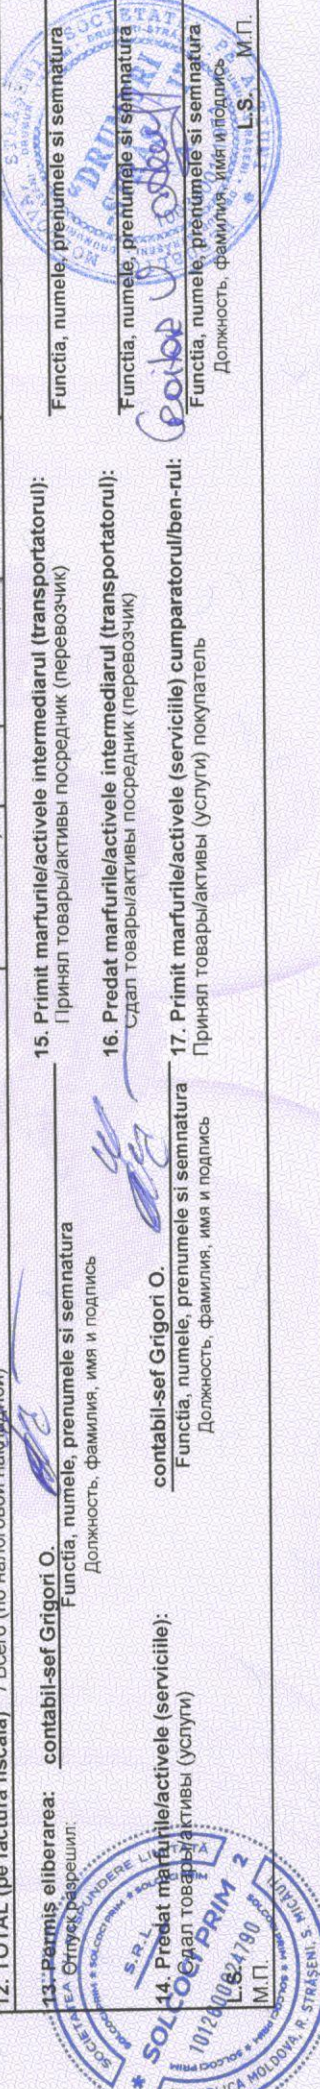 12. TOTAL (pe factura fiscala) / Всего (по налоговой накладной)
13. Permis eliberarea: contabil-sef Grigori O.
Отпуск разрешил:
Functia, numele, prenumele si semnatura
Должность, фамилия, имя и подпись
14. Predat marfurile/activele (serviciile): contabil-sef Grigori O.
Сдал товары/активы (услуги)
Functia, numele, prenumele si semnatura
Должность, фамилия, имя и подпись
L.S.
М.П.
15. Primit marfurile/activele intermediarul (transportatorul):
Принял товары/активы посредник (перевозчик)
Functia, numele, prenumele si semnatura
16. Predat marfurile/activele intermediarul (transportatorul):
Сдал товары/активы посредник (перевозчик)
Functia, numele, prenumele si semnatura
17. Primit marfurile/activele (serviciile) cumparatorul/ben-rul:
Принял товары/активы (услуги) покупатель
Functia, numele, prenumele si semnatura
Должность, фамилия, имя и подпись
L.S. М.П.
S.R.L.
* SOLCOCI PRIM 2
MOLDOVA, R. STRASENI, S. MICAUTI
"DRUMURI